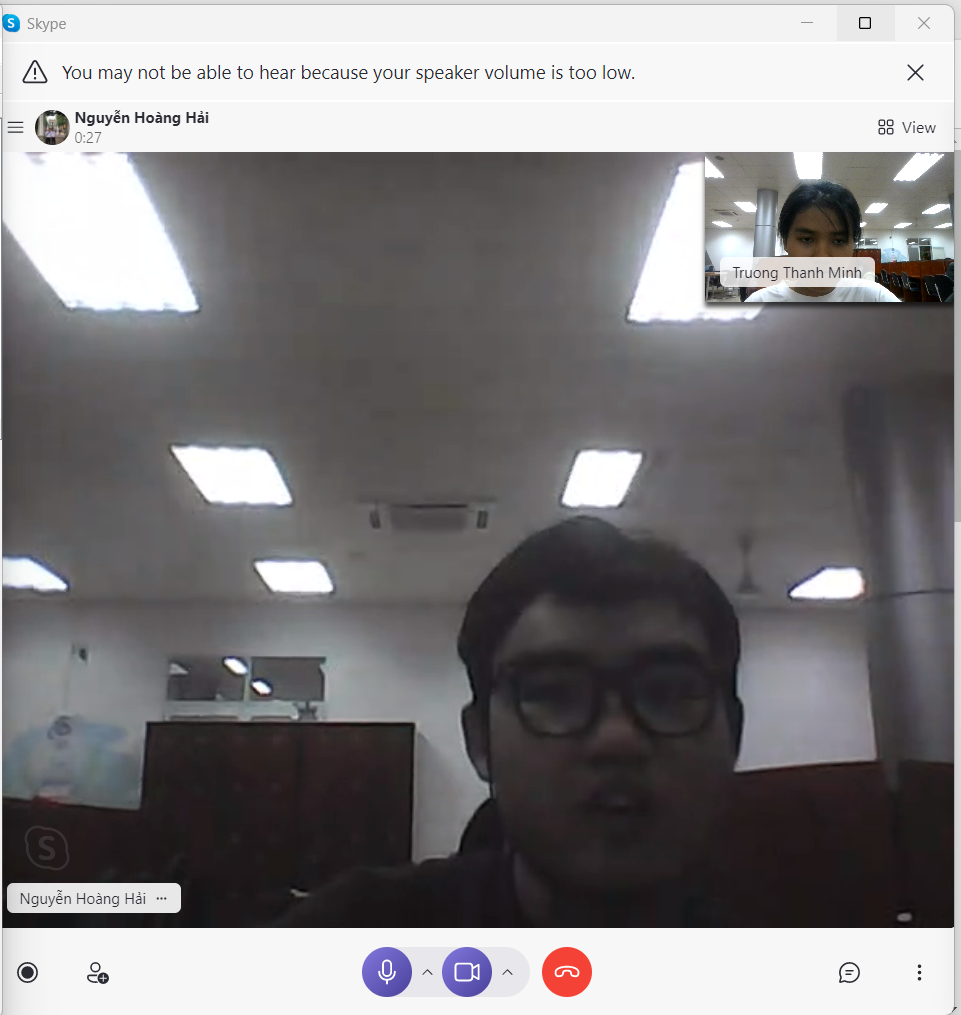 Skype
You may not be able to hear because your speaker volume is too low.
Nguyễn Hoàng Hải
0:27
View
Truong Thanh Minh
Nguyễn Hoàng Hải ···